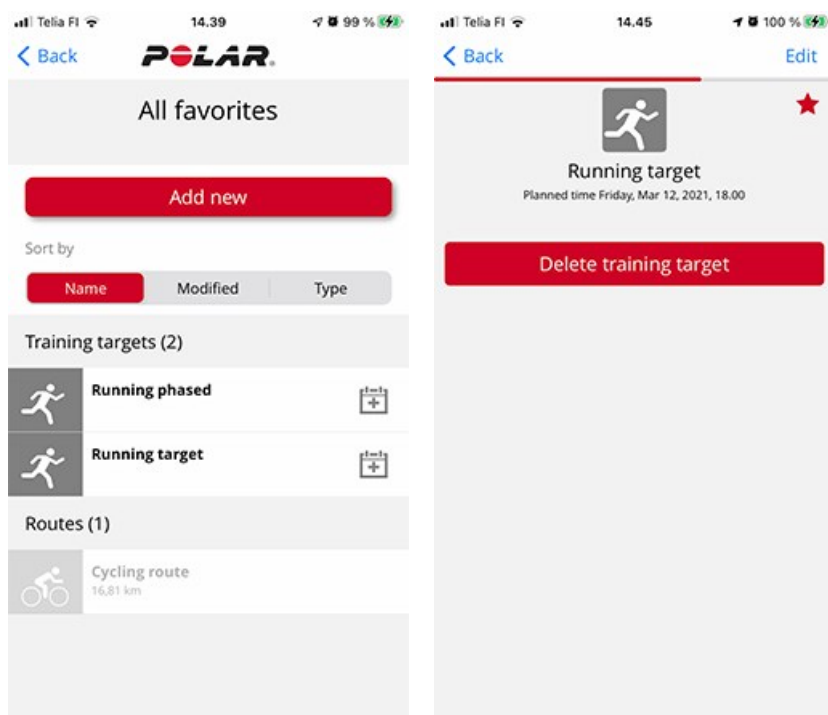 Telia FI 14.39 99 %
Back POLAR
All favorites
Add new
Sort by
Name Modified Type
Training targets (2)
Running phased
Running target
Routes (1)
Cycling route
16,81 km
Telia FI 14.45 100 %
Back Edit
Running target
Planned time Friday, Mar 12, 2021, 18.00
Delete training target